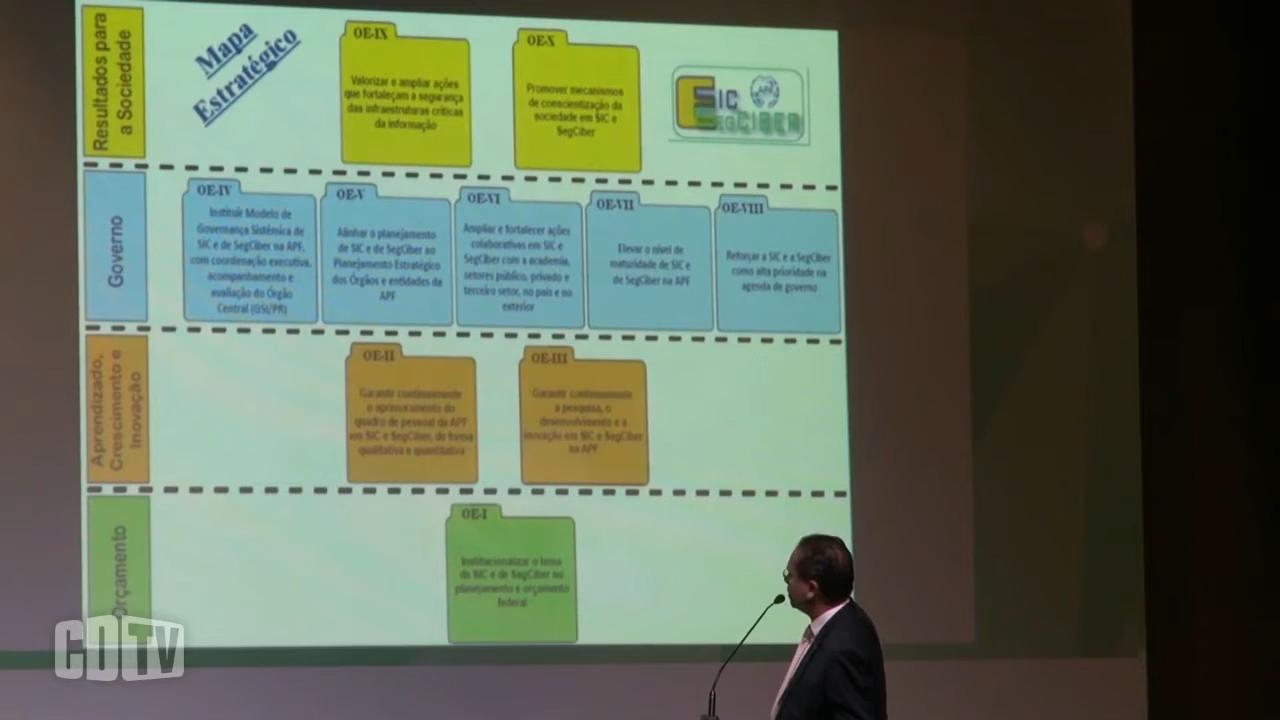 Resultados para
a Sociedade
Mapa
Estratégico
OE-IX
Valorizar e ampliar ações
que fortaleçam a segurança
das infraestruturas críticas
da informação
OE-X
Promover mecanismos
de conscientização da
sociedade em SIC e
SegCiber
SIC
SEGCIBER
APF
Governo
OE-IV
Instituir Modelo de
Governança Sistêmica de
SIC e de SegCiber na APF,
com coordenação executiva,
acompanhamento e
avaliação do Órgão
Central (GSI/PR)
OE-V
Alinhar o planejamento
de SIC e de SegCiber ao
Planejamento Estratégico
dos Órgãos e entidades da
APF
OE-VI
Ampliar e fortalecer ações
colaborativas em SIC e
SegCiber com a academia,
setores público, privado e
terceiro setor, no país e no
exterior
OE-VII
Elevar o nível de
maturidade de SIC e
de SegCiber na APF
OE-VIII
Reforçar a SIC e a SegCiber
como alta prioridade na
agenda de governo
Aprendizado,
Crescimento e
Inovação
OE-II
Garantir continuamente
o aprimoramento do
quadro de pessoal da APF
em SIC e SegCiber, de forma
qualitativa e quantitativa
OE-III
Garantir continuamente
a pesquisa, o
desenvolvimento e a
inovação em SIC e SegCiber
na APF
Orçamento
OE-I
Institucionalizar o tema
da SIC e de SegCiber no
planejamento e orçamento
federal
CDTV